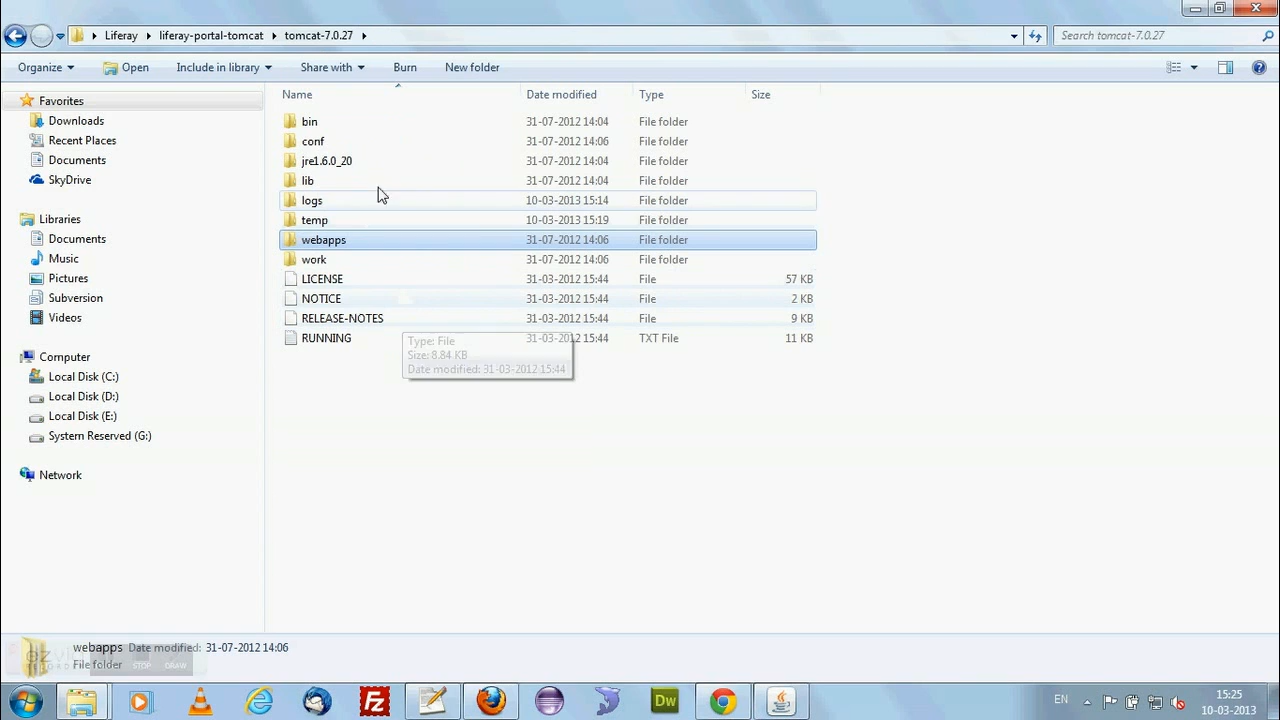 Liferay liferay-portal-tomcat tomcat-7.0.27
Search tomcat-7.0.27
Organize Open Include in library Share with Burn New folder
Name Date modified Type Size
Favorites
Downloads
Recent Places
Documents
SkyDrive
Libraries
Documents
Music
Pictures
Subversion
Videos
Computer
Local Disk (C:)
Local Disk (D:)
Local Disk (E:)
System Reserved (G:)
Network
bin 31-07-2012 14:04 File folder
conf 31-07-2012 14:06 File folder
jre1.6.0_20 31-07-2012 14:04 File folder
lib 31-07-2012 14:04 File folder
logs 10-03-2013 15:14 File folder
temp 10-03-2013 15:19 File folder
webapps 31-07-2012 14:06 File folder
work 31-07-2012 14:06 File folder
LICENSE 31-03-2012 15:44 File 57 KB
NOTICE 31-03-2012 15:44 File 2 KB
RELEASE-NOTES 31-03-2012 15:44 File 9 KB
RUNNING 31-03-2012 15:44 TXT File 11 KB
Type: File
Size: 8.84 KB
Date modified: 31-03-2012 15:44
webapps Date modified: 31-07-2012 14:06
File folder
STOP DRAW
Dw
EN
15:25
10-03-2013